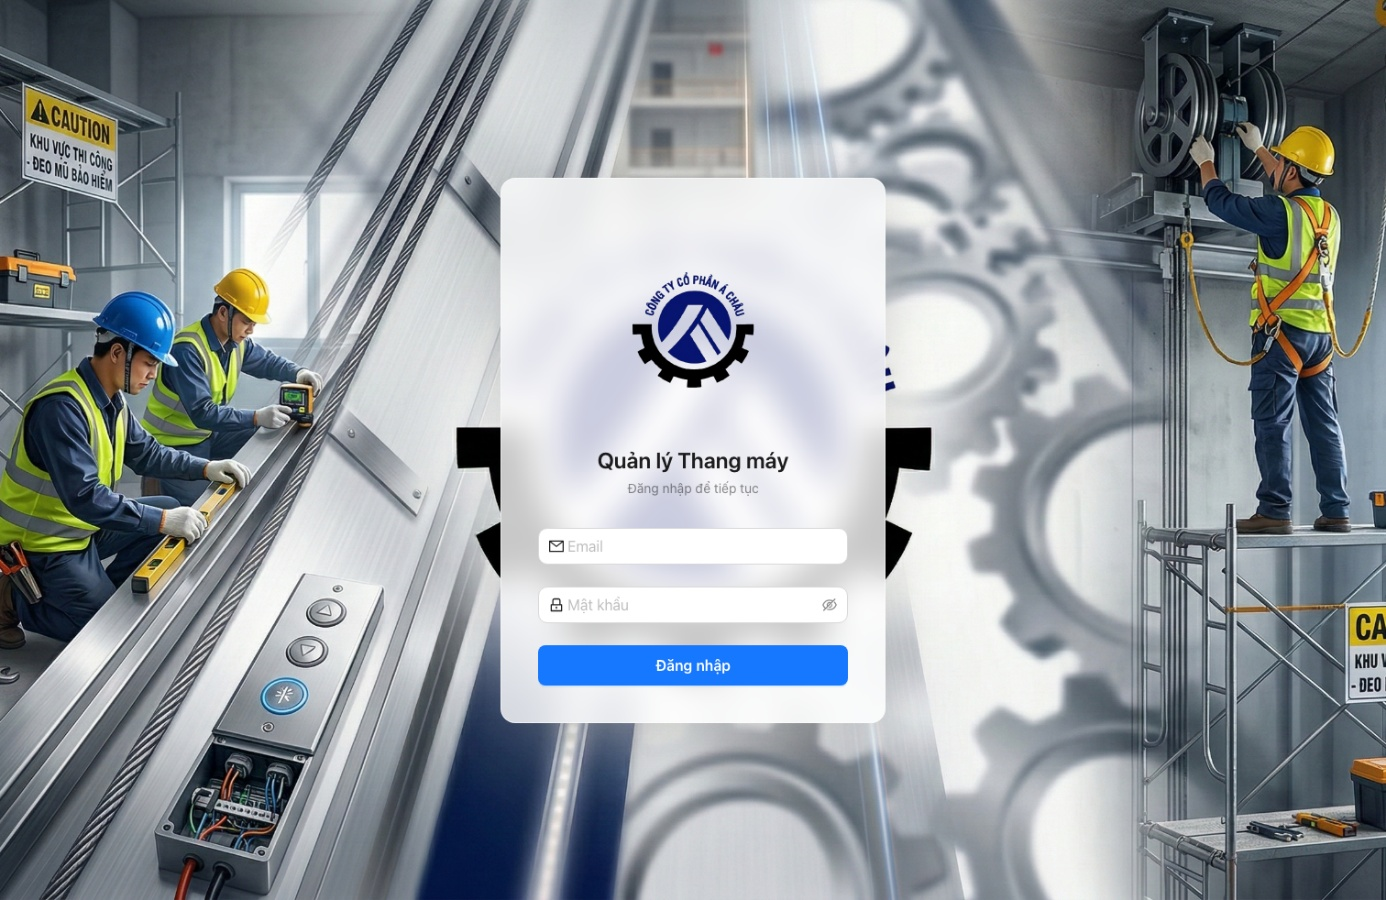 CAUTION
KHU VỰC THI CÔNG
- ĐEO MŨ BẢO HIỂM
CÔNG TY CỔ PHẦN Á CHÂU
Quản lý Thang máy
Đăng nhập để tiếp tục
Email
Mật khẩu
Đăng nhập
CA
KHU V
- ĐEO